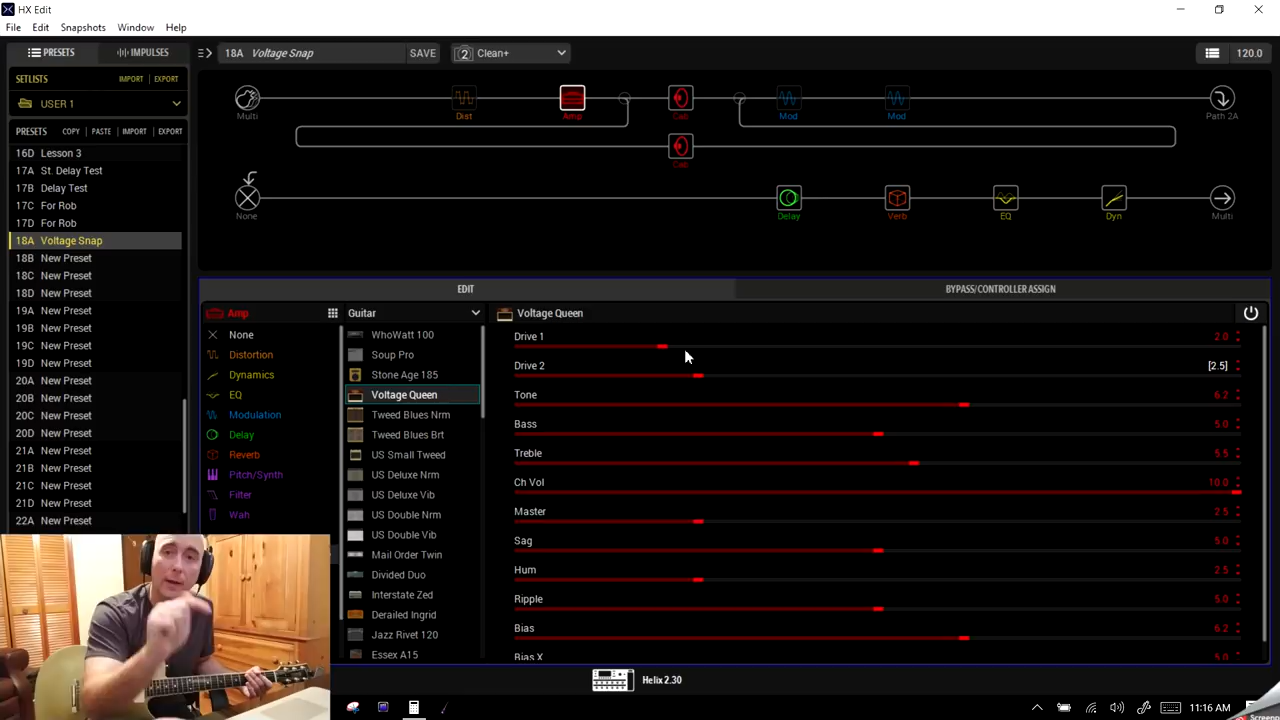 HX Edit
File Edit Snapshots Window Help
PRESETS IMPULSES
18A Voltage Snap SAVE 2 Clean+ 120.0
SETLISTS IMPORT EXPORT
USER 1
PRESETS COPY PASTE IMPORT EXPORT
16D Lesson 3
17A St. Delay Test
17B Delay Test
17C For Rob
17D For Rob
18A Voltage Snap
18B New Preset
18C New Preset
18D New Preset
19A New Preset
19B New Preset
19C New Preset
19D New Preset
20A New Preset
20B New Preset
20C New Preset
20D New Preset
21A New Preset
21B New Preset
21C New Preset
21D New Preset
22A New Preset
Multi Dist Amp Cab Mod Mod Path 2A
Cab
None Delay Verb EQ Dyn Multi
EDIT BYPASS/CONTROLLER ASSIGN
Amp
None
Distortion
Dynamics
EQ
Modulation
Delay
Reverb
Pitch/Synth
Filter
Wah
Guitar
WhoWatt 100
Soup Pro
Stone Age 185
Voltage Queen
Tweed Blues Nrm
Tweed Blues Brt
US Small Tweed
US Deluxe Nrm
US Deluxe Vib
US Double Nrm
US Double Vib
Mail Order Twin
Divided Duo
Interstate Zed
Derailed Ingrid
Jazz Rivet 120
Essex A15
Voltage Queen
Drive 1 2.0
Drive 2 [2.5]
Tone 6.2
Bass 5.0
Treble 5.5
Ch Vol 10.0
Master 2.5
Sag 5.0
Hum 2.5
Ripple 5.0
Bias 6.2
Bias X 5.0
Helix 2.30
11:16 AM